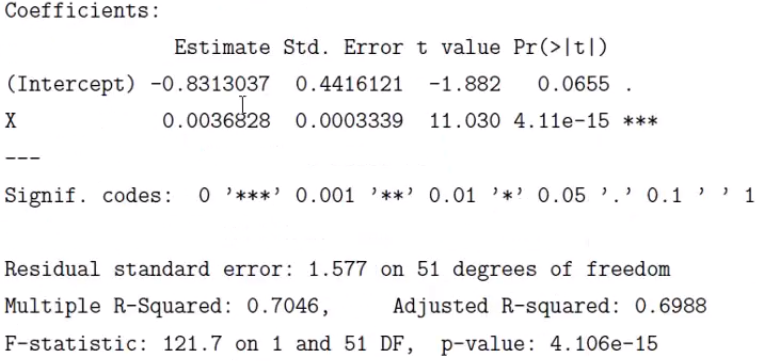 Coefficients:
Estimate Std. Error t value Pr(>|t|)
(Intercept) -0.8313037 0.4416121 -1.882 0.0655 .
X 0.0036828 0.0003339 11.030 4.11e-15 ***
---
Signif. codes: 0 '***' 0.001 '**' 0.01 '*' 0.05 '.' 0.1 ' ' 1
Residual standard error: 1.577 on 51 degrees of freedom
Multiple R-Squared: 0.7046, Adjusted R-squared: 0.6988
F-statistic: 121.7 on 1 and 51 DF, p-value: 4.106e-15